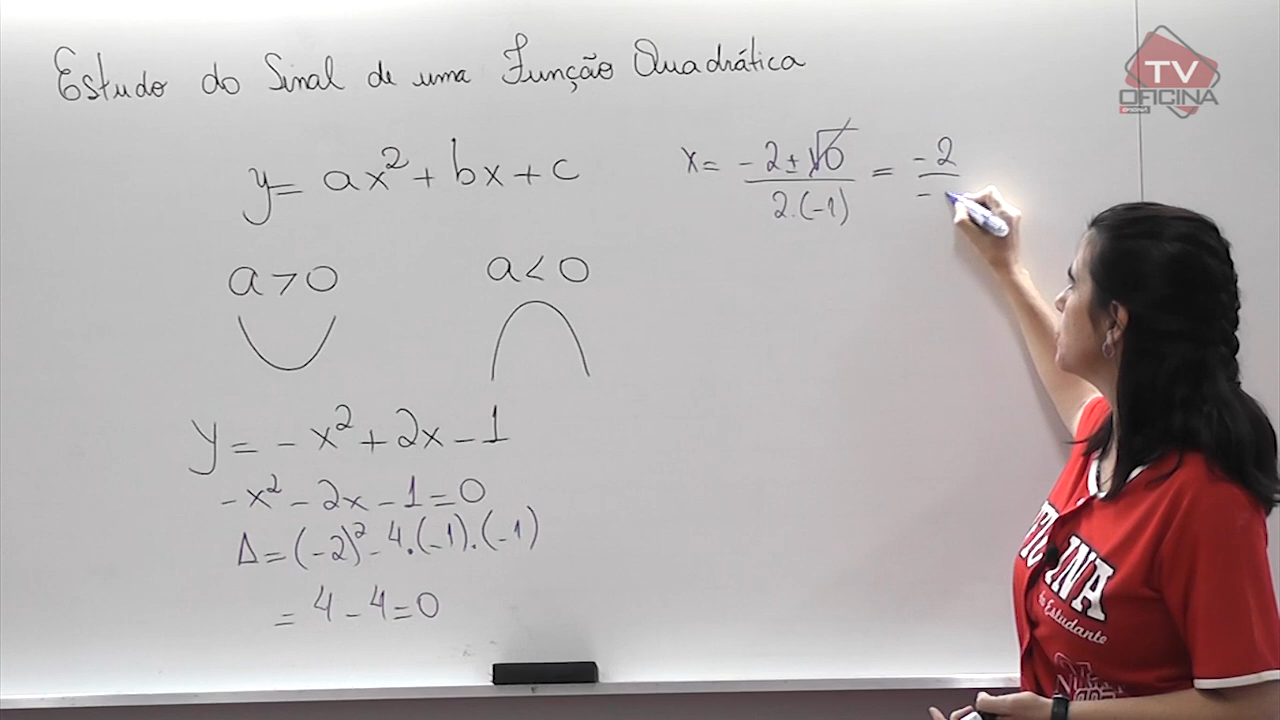 Estudo do Sinal de uma Função Quadrática
TV
OFICINA
y = ax² + bx + c
x = -2 ± √0 / 2.(-1) = -2 / -
a > 0
a < 0
y = - x² + 2x - 1
-x² - 2x - 1 = 0
Δ = (-2)² - 4.(-1).(-1)
= 4 - 4 = 0
INA
do Estudante